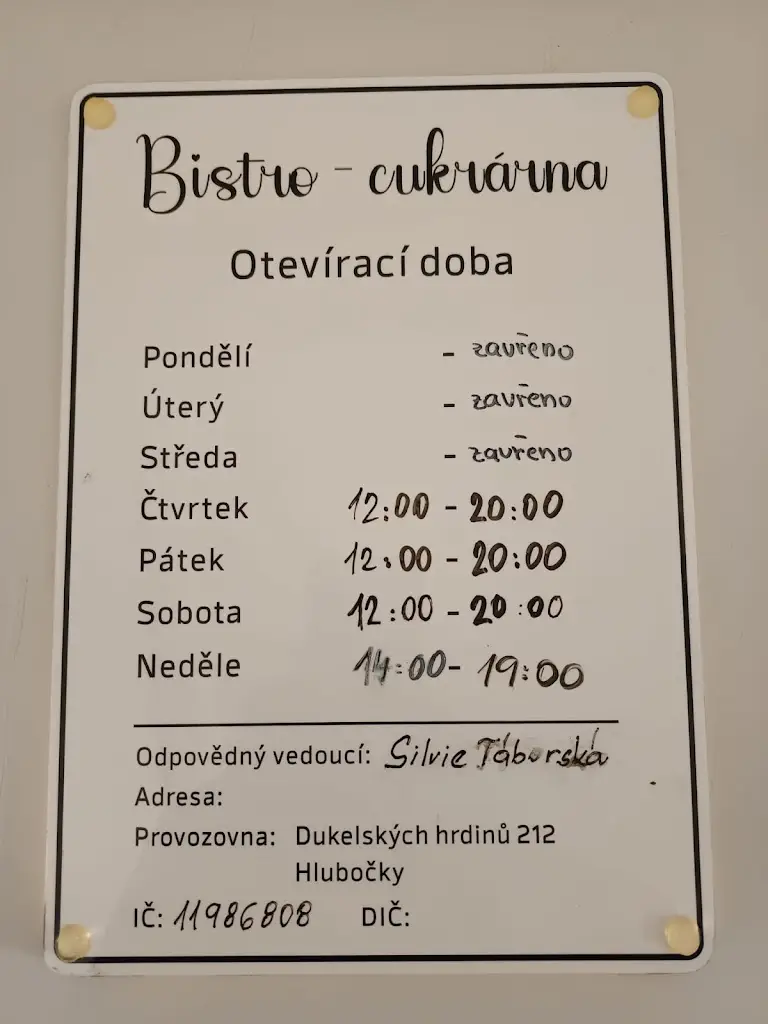 Bistro - cukrárna
Otevírací doba
Pondělí - zavřeno
Úterý - zavřeno
Středa - zavřeno
Čtvrtek 12:00 - 20:00
Pátek 12:00 - 20:00
Sobota 12:00 - 20:00
Neděle 14:00 - 19:00
Odpovědný vedoucí: Silvie Táborská
Adresa:
Provozovna: Dukelských hrdinů 212
Hlubočky
IČ: 11986808 DIČ: